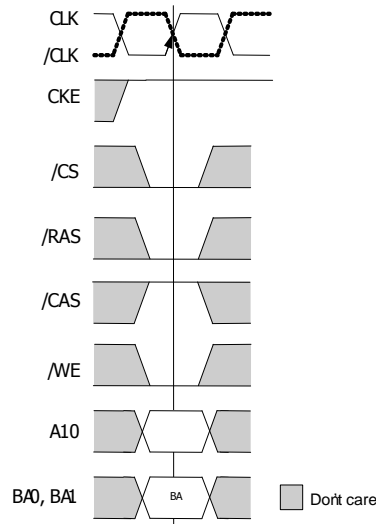 CLK
/CLK
CKE
/CS
/RAS
/CAS
/WE
A10
BA0, BA1
BA
Don't care